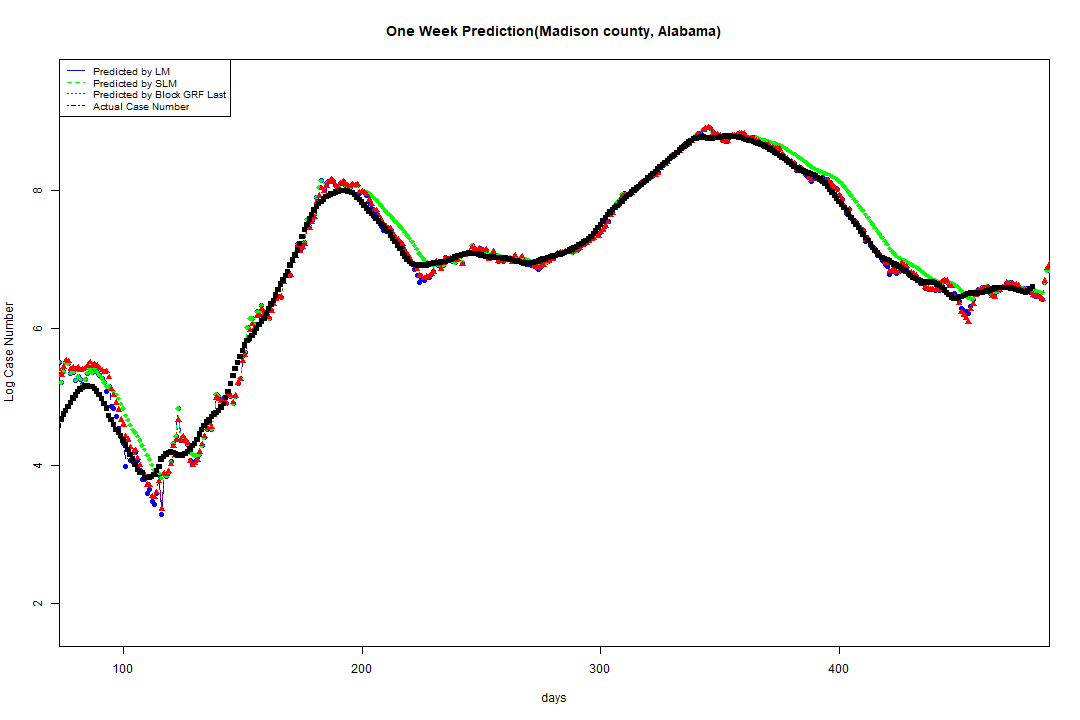 One Week Prediction(Madison county, Alabama)
Predicted by LM
Predicted by SLM
Predicted by Block GRF Last
Actual Case Number
8
6
4
2
Log Case Number
100 200 300 400
days